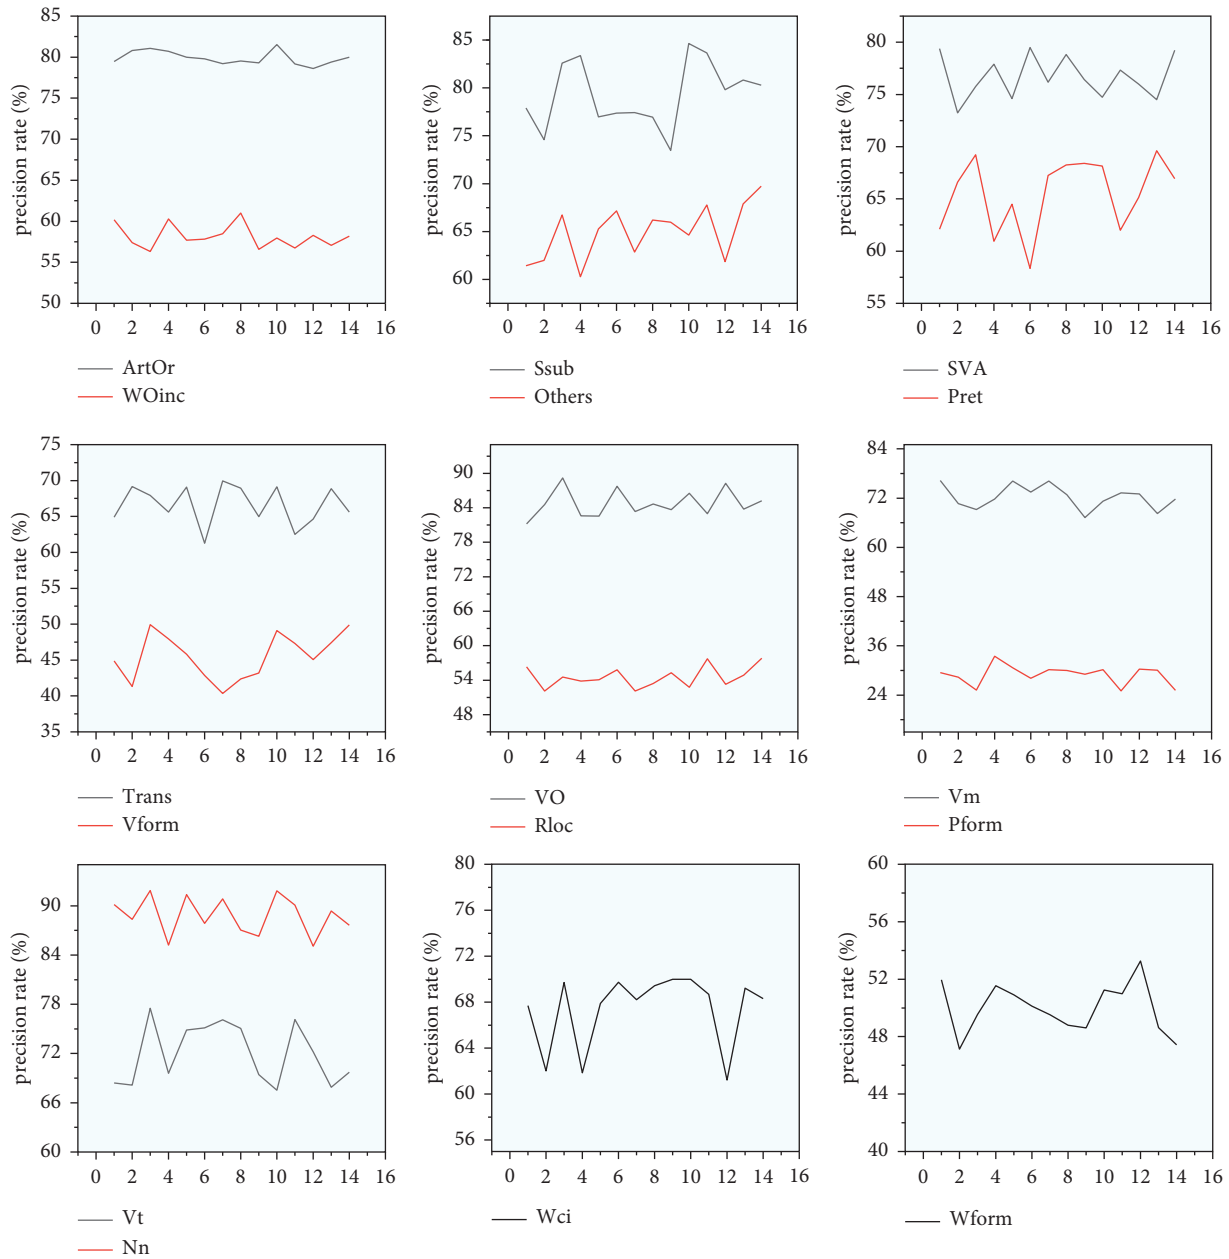 precision rate (%)
85
80
75
70
65
60
55
50
0 2 4 6 8 10 12 14 16
ArtOr
WOinc
precision rate (%)
85
80
75
70
65
60
0 2 4 6 8 10 12 14 16
Ssub
Others
precision rate (%)
80
75
70
65
60
55
0 2 4 6 8 10 12 14 16
SVA
Pret
precision rate (%)
75
70
65
60
55
50
45
40
35
0 2 4 6 8 10 12 14 16
Trans
Vform
precision rate (%)
90
84
78
72
66
60
54
48
0 2 4 6 8 10 12 14 16
VO
Rloc
precision rate (%)
84
72
60
48
36
24
0 2 4 6 8 10 12 14 16
Vm
Pform
precision rate (%)
90
84
78
72
66
60
0 2 4 6 8 10 12 14 16
Vt
Nn
precision rate (%)
80
76
72
68
64
60
56
0 2 4 6 8 10 12 14 16
Wci
precision rate (%)
60
56
52
48
44
40
0 2 4 6 8 10 12 14 16
Wform